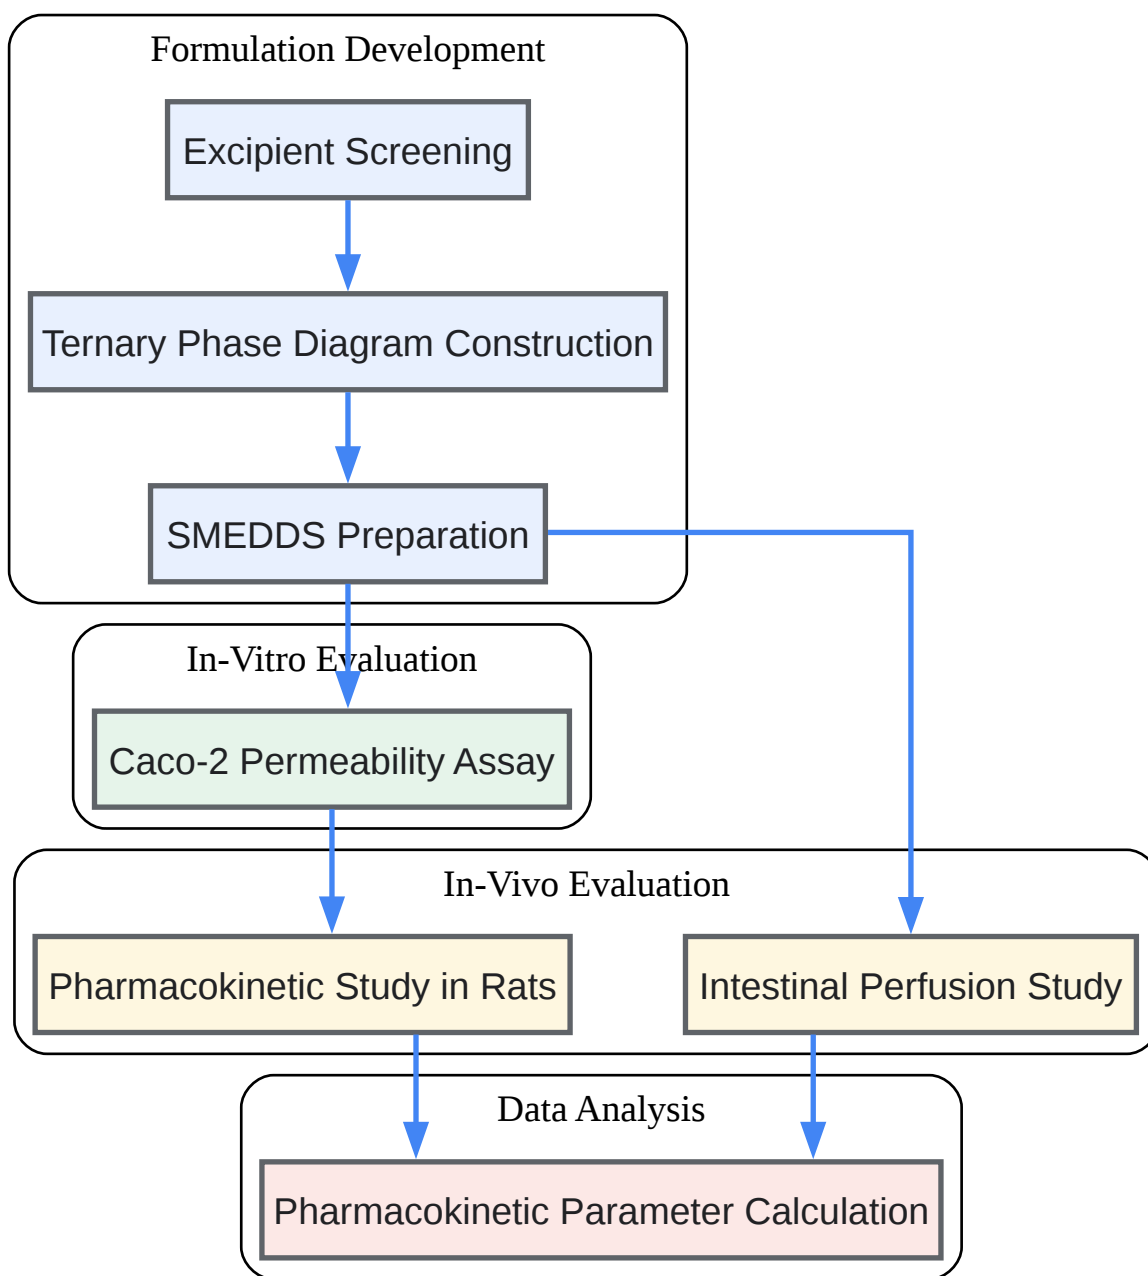 Formulation Development
Excipient Screening
Ternary Phase Diagram Construction
SMEDDS Preparation
In-Vitro Evaluation
Caco-2 Permeability Assay
In-Vivo Evaluation
Pharmacokinetic Study in Rats
Intestinal Perfusion Study
Data Analysis
Pharmacokinetic Parameter Calculation